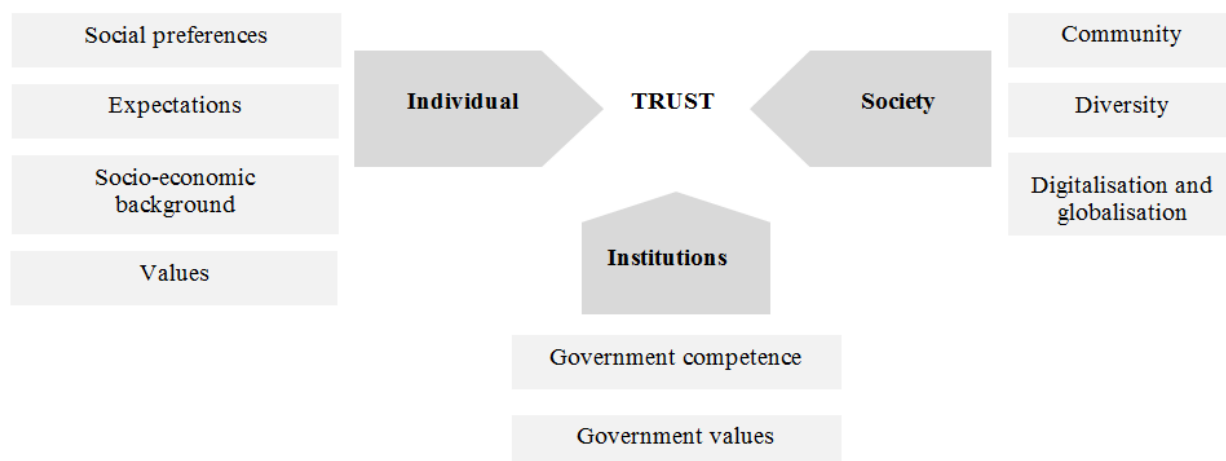 Social preferences
Expectations
Socio-economic
background
Values
Individual
TRUST
Society
Community
Diversity
Digitalisation and
globalisation
Institutions
Government competence
Government values